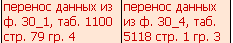 перенос данных из
ф. 30_1, таб. 1100
стр. 79 гр. 4
перенос данных
из ф. 30_4, таб.
5118 стр. 1 гр. 3